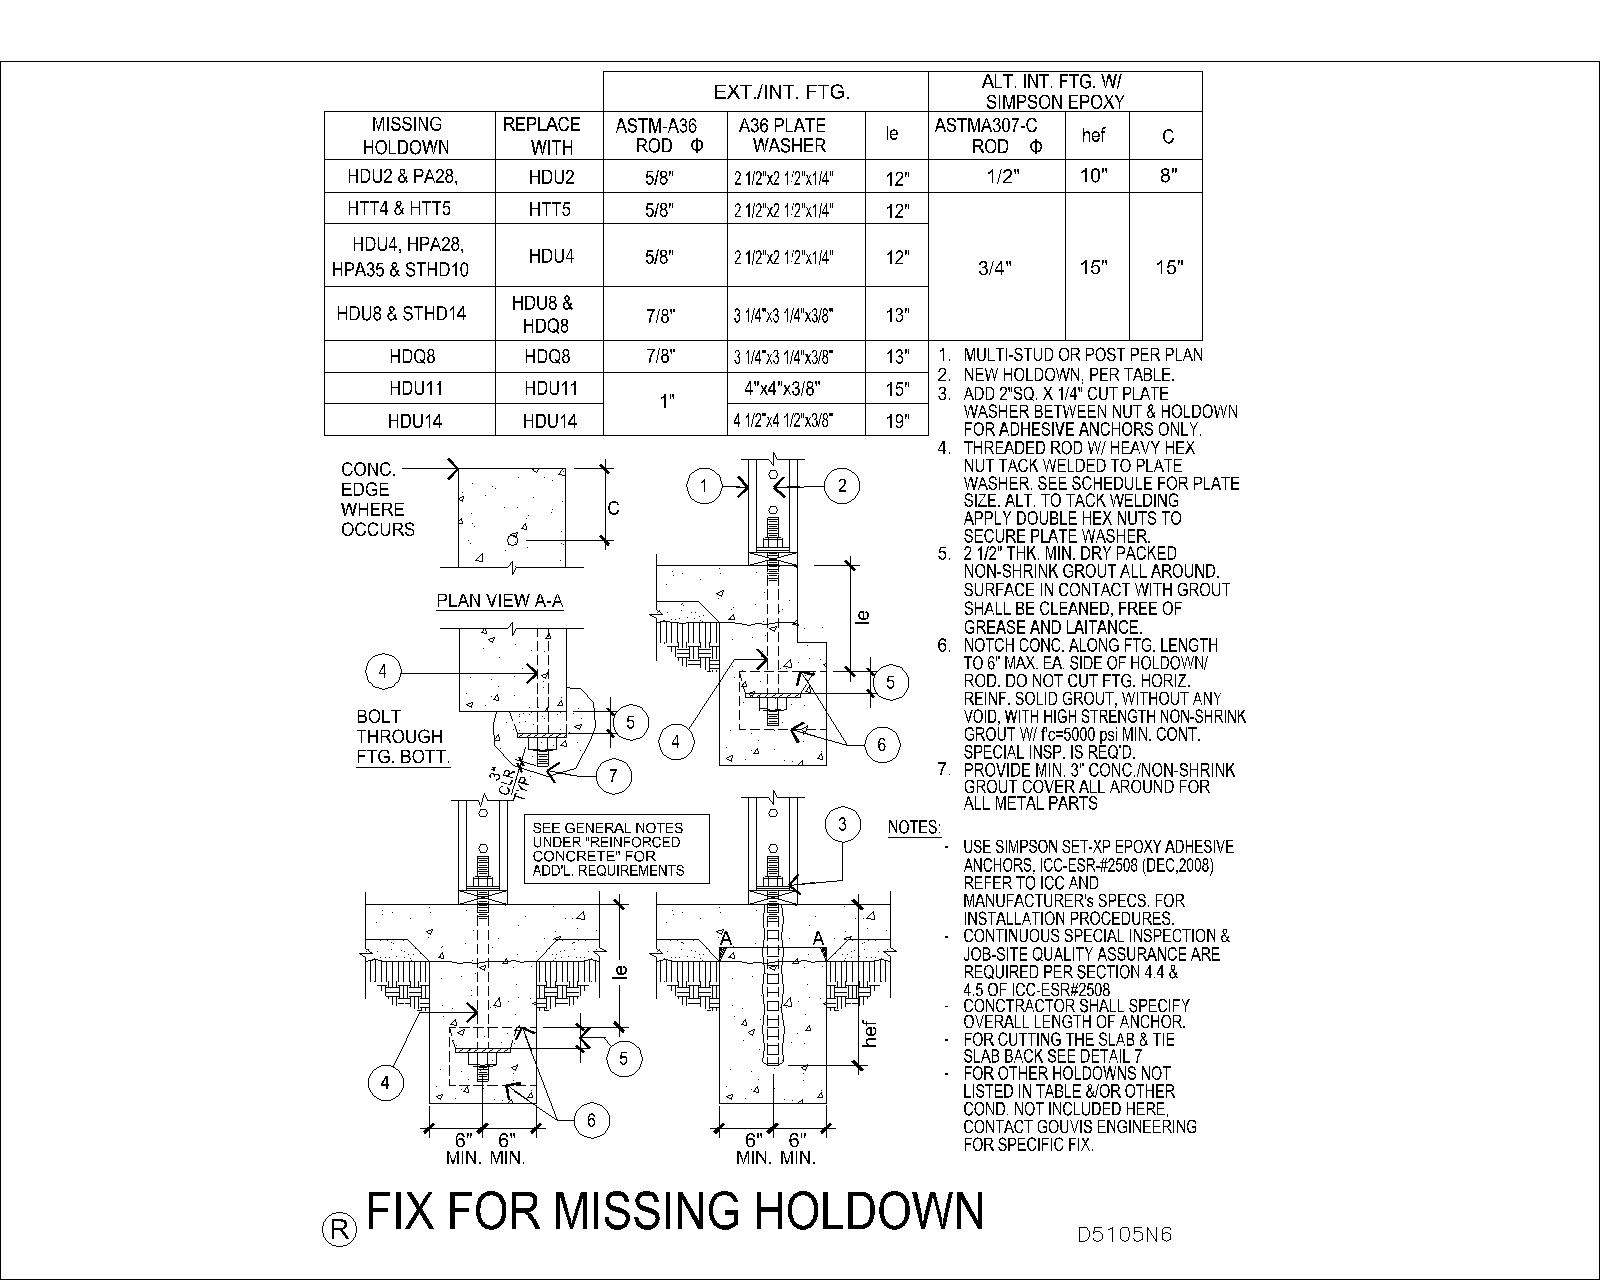 EXT./INT. FTG.
ALT. INT. FTG. W/
SIMPSON EPOXY
MISSING
HOLDOWN
REPLACE
WITH
ASTM-A36
ROD Φ
A36 PLATE
WASHER
le
ASTMA307-C
ROD Φ
hef
C
HDU2 & PA28, HDU2 5/8" 2 1/2"x2 1/2"x1/4" 12" 1/2" 10" 8"
HTT4 & HTT5 HTT5 5/8" 2 1/2"x2 1/2"x1/4" 12"
HDU4, HPA28,
HPA35 & STHD10
HDU4 5/8" 2 1/2"x2 1/2"x1/4" 12"
3/4" 15" 15"
HDU8 & STHD14
HDU8 &
HDQ8
7/8" 3 1/4"x3 1/4"x3/8" 13"
HDQ8 HDQ8 7/8" 3 1/4"x3 1/4"x3/8" 13"
HDU11 HDU11 1" 4"x4"x3/8" 15"
HDU14 HDU14 4 1/2"x4 1/2"x3/8" 19"
1. MULTI-STUD OR POST PER PLAN
2. NEW HOLDOWN, PER TABLE.
3. ADD 2"SQ. X 1/4" CUT PLATE
WASHER BETWEEN NUT & HOLDOWN
FOR ADHESIVE ANCHORS ONLY.
4. THREADED ROD W/ HEAVY HEX
NUT TACK WELDED TO PLATE
WASHER. SEE SCHEDULE FOR PLATE
SIZE. ALT. TO TACK WELDING
APPLY DOUBLE HEX NUTS TO
SECURE PLATE WASHER.
5. 2 1/2" THK. MIN. DRY PACKED
NON-SHRINK GROUT ALL AROUND.
SURFACE IN CONTACT WITH GROUT
SHALL BE CLEANED, FREE OF
GREASE AND LAITANCE.
6. NOTCH CONC. ALONG FTG. LENGTH
TO 6" MAX. EA. SIDE OF HOLDOWN/
ROD. DO NOT CUT FTG. HORIZ.
REINF. SOLID GROUT, WITHOUT ANY
VOID, WITH HIGH STRENGTH NON-SHRINK
GROUT W/ f'c=5000 psi MIN. CONT.
SPECIAL INSP. IS REQ'D.
7. PROVIDE MIN. 3" CONC./NON-SHRINK
GROUT COVER ALL AROUND FOR
ALL METAL PARTS
NOTES:
- USE SIMPSON SET-XP EPOXY ADHESIVE
ANCHORS, ICC-ESR-#2508 (DEC,2008)
REFER TO ICC AND
MANUFACTURER's SPECS. FOR
INSTALLATION PROCEDURES.
- CONTINUOUS SPECIAL INSPECTION &
JOB-SITE QUALITY ASSURANCE ARE
REQUIRED PER SECTION 4.4 &
4.5 OF ICC-ESR#2508
- CONCTRACTOR SHALL SPECIFY
OVERALL LENGTH OF ANCHOR.
- FOR CUTTING THE SLAB & TIE
SLAB BACK SEE DETAIL 7
- FOR OTHER HOLDOWNS NOT
LISTED IN TABLE &/OR OTHER
COND. NOT INCLUDED HERE,
CONTACT GOUVIS ENGINEERING
FOR SPECIFIC FIX.
CONC.
EDGE
WHERE
OCCURS
C
PLAN VIEW A-A
4
BOLT
THROUGH
FTG. BOTT.
5
7
3"
CLR
TYP
1
2
le
4
5
6
SEE GENERAL NOTES
UNDER "REINFORCED
CONCRETE" FOR
ADD'L. REQUIREMENTS
le
4
5
6
6" 6"
MIN. MIN.
3
A A
hef
6" 6"
MIN. MIN.
R FIX FOR MISSING HOLDOWN
D5105N6